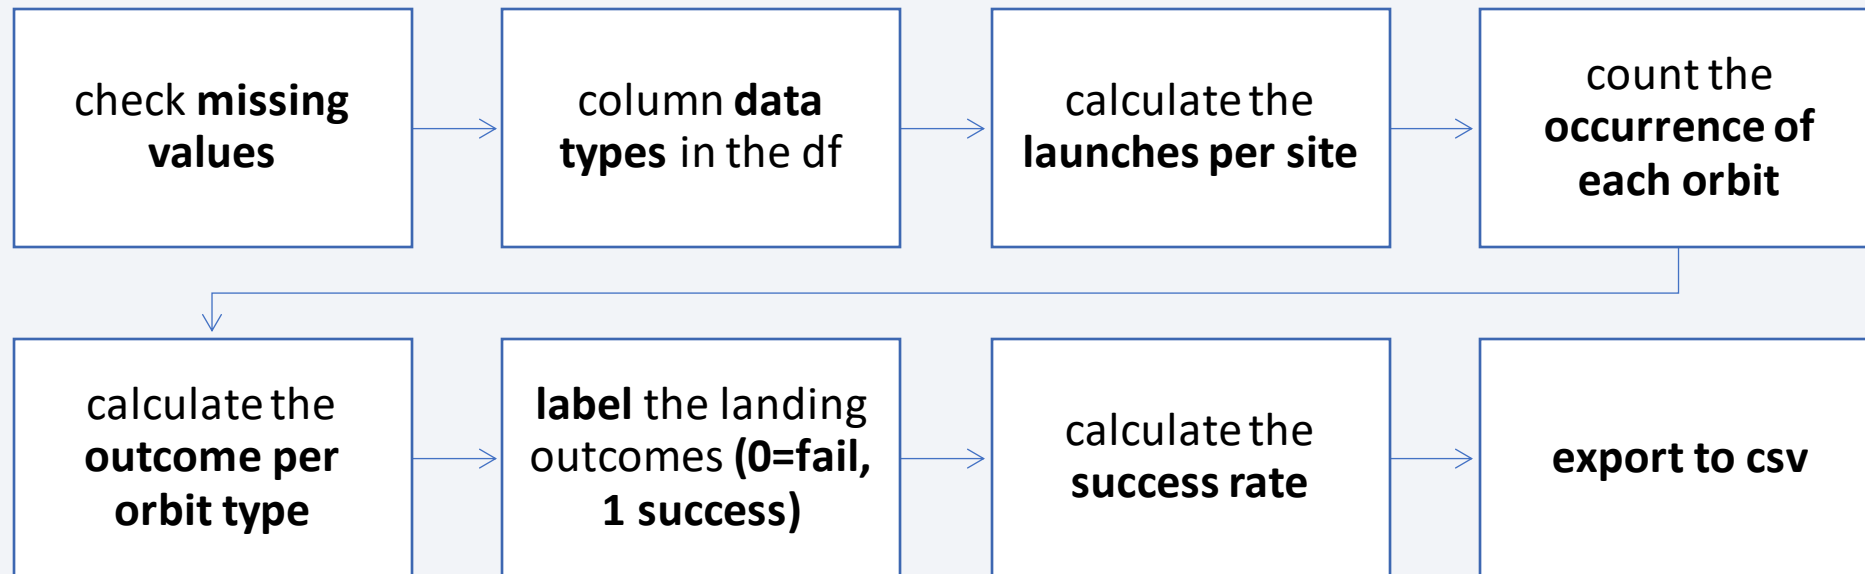 check missing
values
column data
types in the df
calculate the
launches per site
count the
occurrence of
each orbit
calculate the
outcome per
orbit type
label the landing
outcomes (0=fail,
1 success)
calculate the
success rate
export to csv